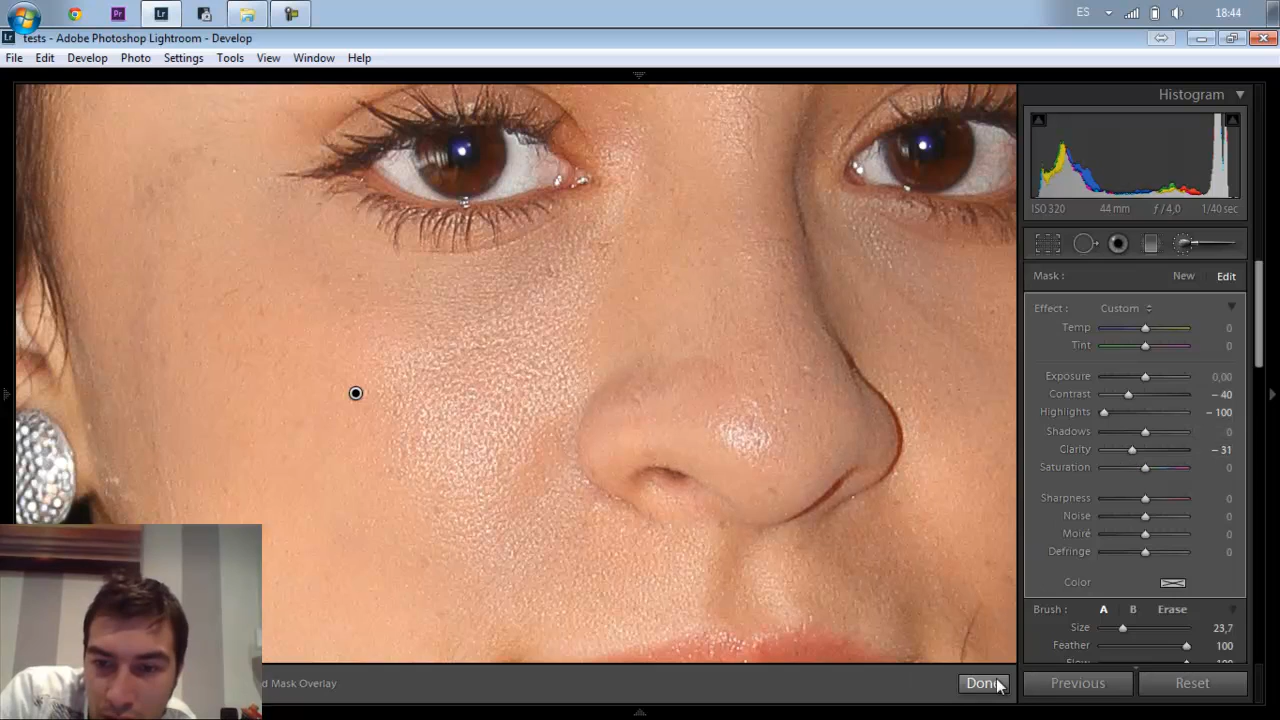 Pr
Lr
ES
18:44
Lr
tests - Adobe Photoshop Lightroom - Develop
File Edit Develop Photo Settings Tools View Window Help
Histogram
ISO 320 44 mm ƒ / 4,0 1/40 sec
Mask : New Edit
Effect : Custom
Temp 0
Tint 0
Exposure 0,00
Contrast – 40
Highlights – 100
Shadows 0
Clarity – 31
Saturation 0
Sharpness 0
Noise 0
Moiré 0
Defringe 0
Color
Brush : A B Erase
Size 23,7
Feather 100
d Mask Overlay
Done
Previous
Reset